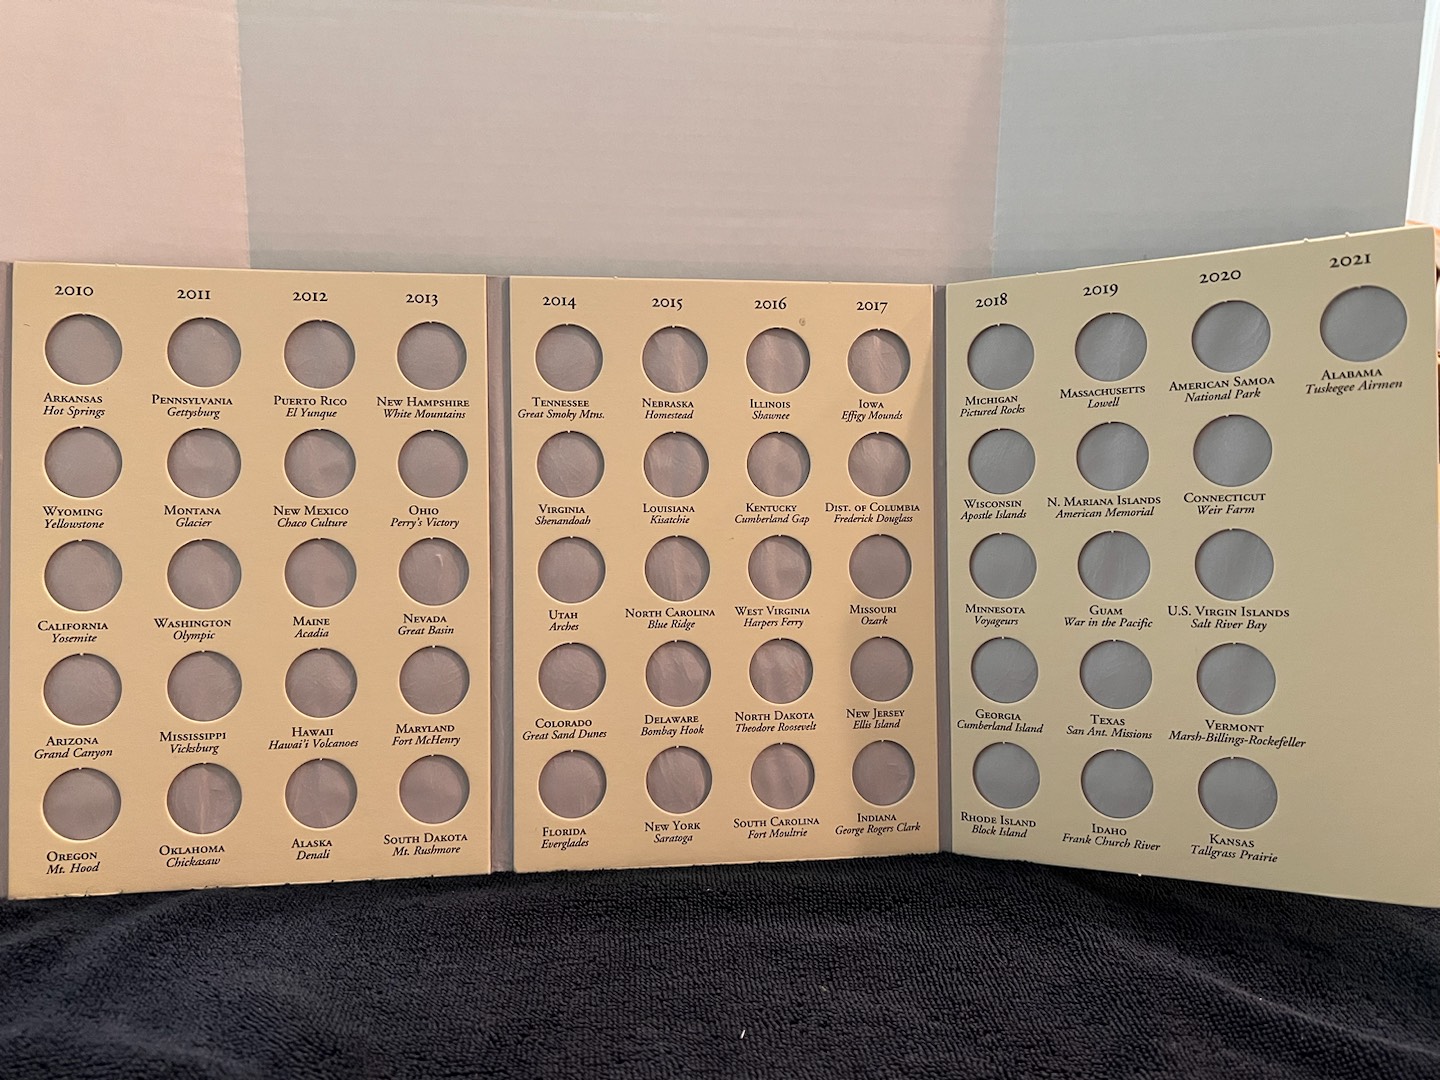 2010 2011 2012 2013
ARKANSAS PENNSYLVANIA PUERTO RICO NEW HAMPSHIRE
Hot Springs Gettysburg El Yunque White Mountains
WYOMING MONTANA NEW MEXICO OHIO
Yellowstone Glacier Chaco Culture Perry's Victory
CALIFORNIA WASHINGTON MAINE NEVADA
Yosemite Olympic Acadia Great Basin
ARIZONA MISSISSIPPI HAWAII MARYLAND
Grand Canyon Vicksburg Hawai'i Volcanoes Fort McHenry
OREGON OKLAHOMA ALASKA SOUTH DAKOTA
Mt. Hood Chickasaw Denali Mt. Rushmore
2014 2015 2016 2017
TENNESSEE NEBRASKA ILLINOIS IOWA
Great Smoky Mtns. Homestead Shawnee Effigy Mounds
VIRGINIA LOUISIANA KENTUCKY DIST. OF COLUMBIA
Shenandoah Kisatchie Cumberland Gap Frederick Douglass
UTAH NORTH CAROLINA WEST VIRGINIA MISSOURI
Arches Blue Ridge Harpers Ferry Ozark
COLORADO DELAWARE NORTH DAKOTA NEW JERSEY
Great Sand Dunes Bombay Hook Theodore Roosevelt Ellis Island
FLORIDA NEW YORK SOUTH CAROLINA INDIANA
Everglades Saratoga Fort Moultrie George Rogers Clark
2018 2019 2020 2021
MICHIGAN MASSACHUSETTS AMERICAN SAMOA ALABAMA
Pictured Rocks Lowell National Park Tuskegee Airmen
WISCONSIN N. MARIANA ISLANDS CONNECTICUT
Apostle Islands American Memorial Weir Farm
MINNESOTA GUAM U.S. VIRGIN ISLANDS
Voyageurs War in the Pacific Salt River Bay
GEORGIA TEXAS VERMONT
Cumberland Island San Ant. Missions Marsh-Billings-Rockefeller
RHODE ISLAND IDAHO KANSAS
Block Island Frank Church River Tallgrass Prairie